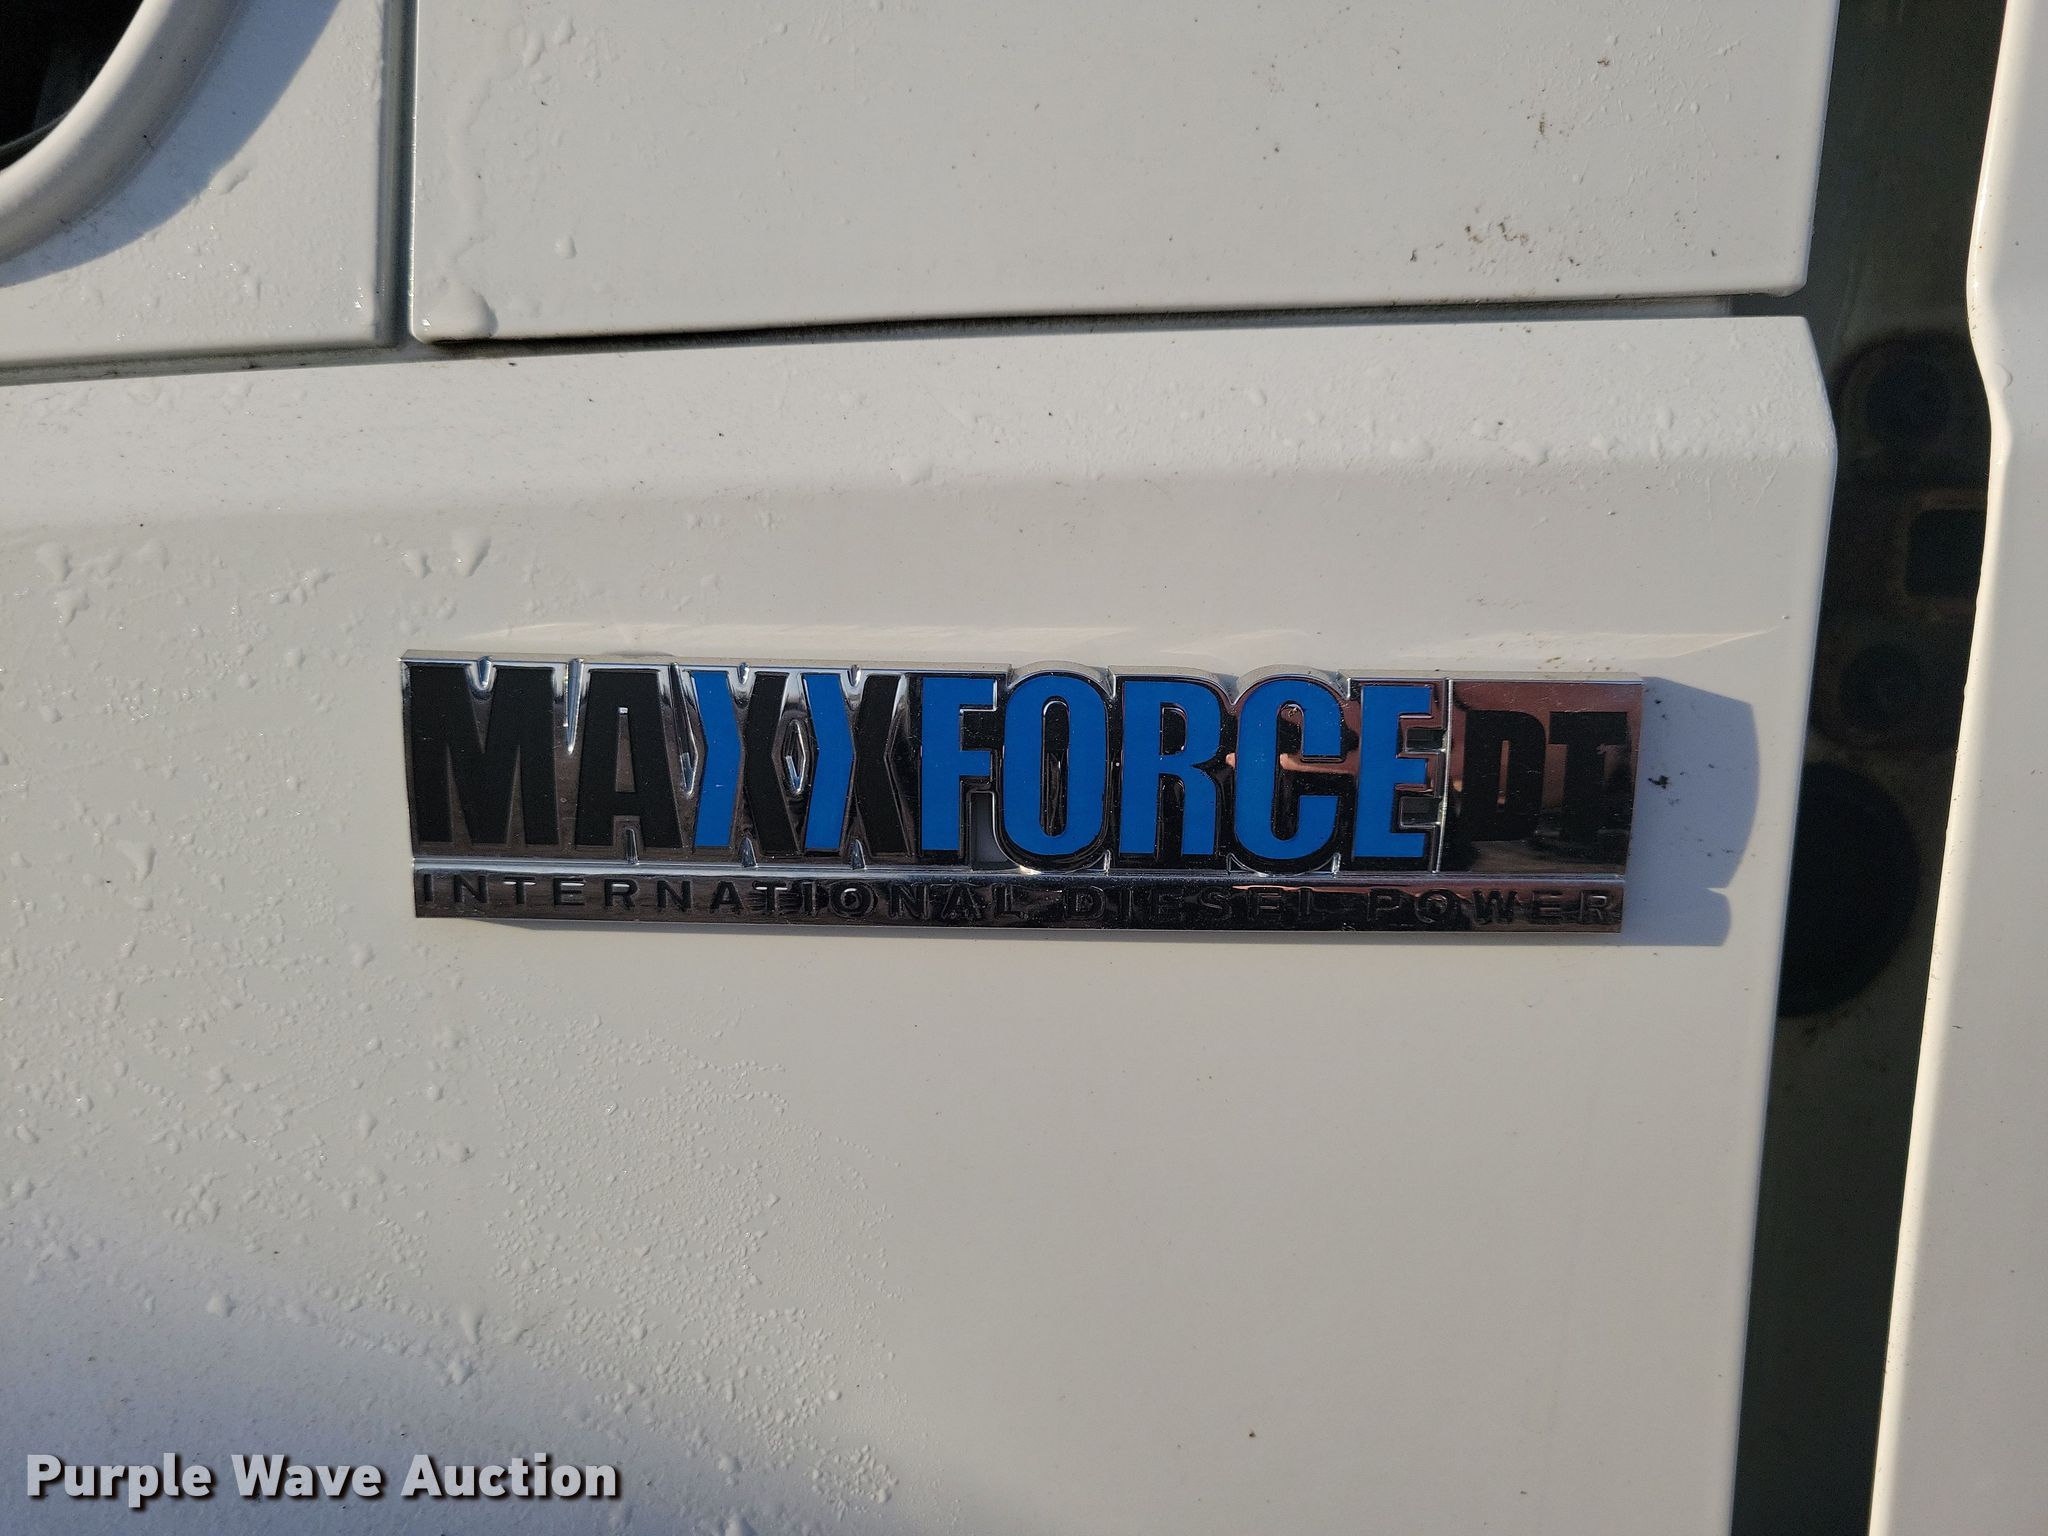 MAXXFORCE DT
INTERNATIONAL DIESEL POWER
Purple Wave Auction